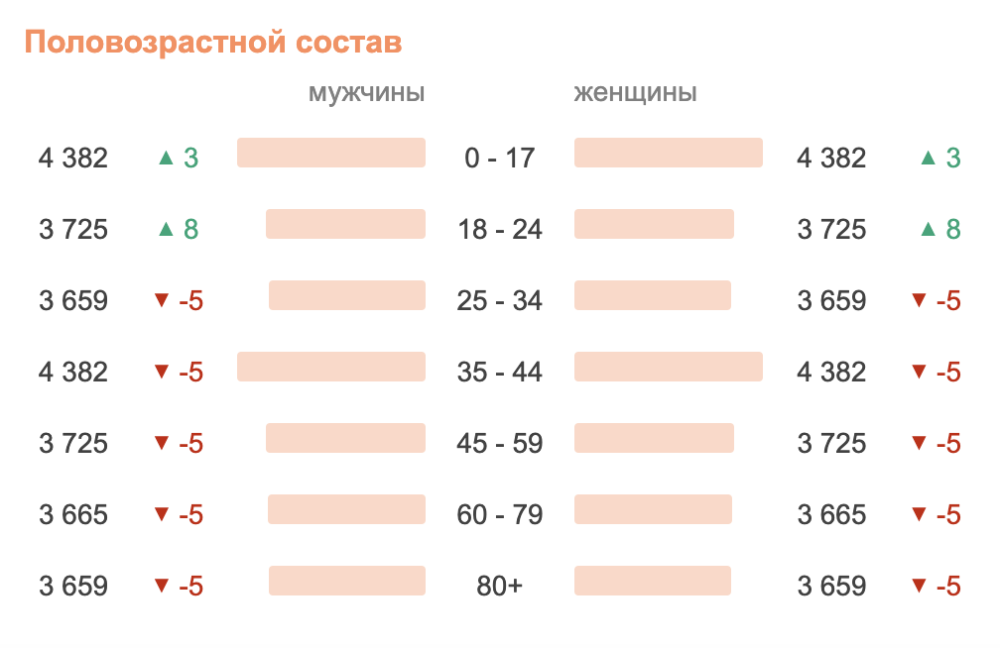 Половозрастной состав
мужчины женщины
4 382 ▲ 3 0 - 17 4 382 ▲ 3
3 725 ▲ 8 18 - 24 3 725 ▲ 8
3 659 ▼ -5 25 - 34 3 659 ▼ -5
4 382 ▼ -5 35 - 44 4 382 ▼ -5
3 725 ▼ -5 45 - 59 3 725 ▼ -5
3 665 ▼ -5 60 - 79 3 665 ▼ -5
3 659 ▼ -5 80+ 3 659 ▼ -5